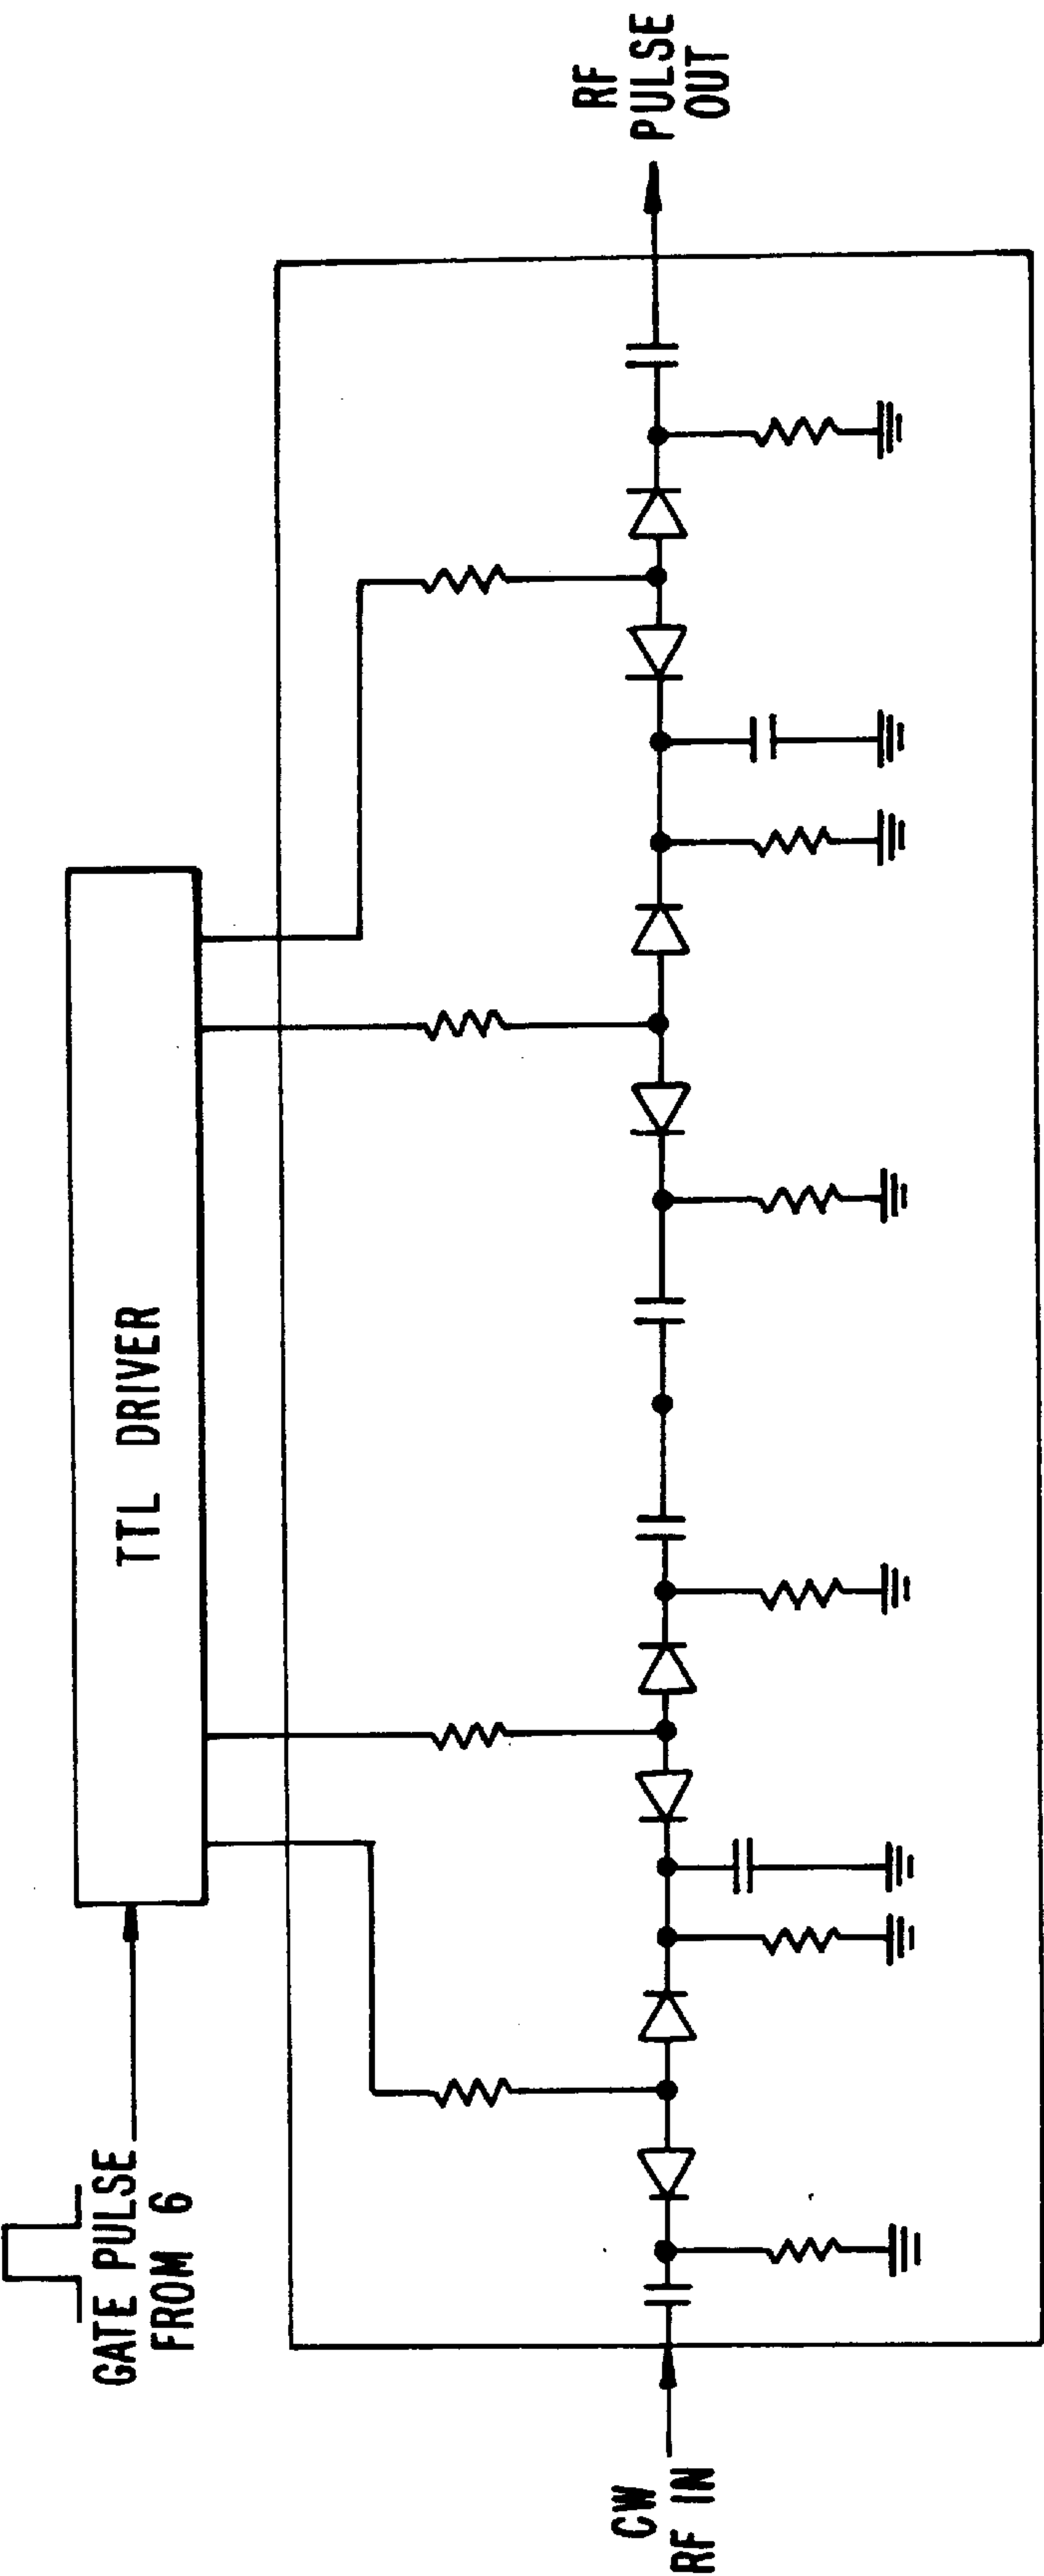 GATE PULSE
FROM 6
TTL DRIVER
CW
RF IN
RF
PULSE
OUT